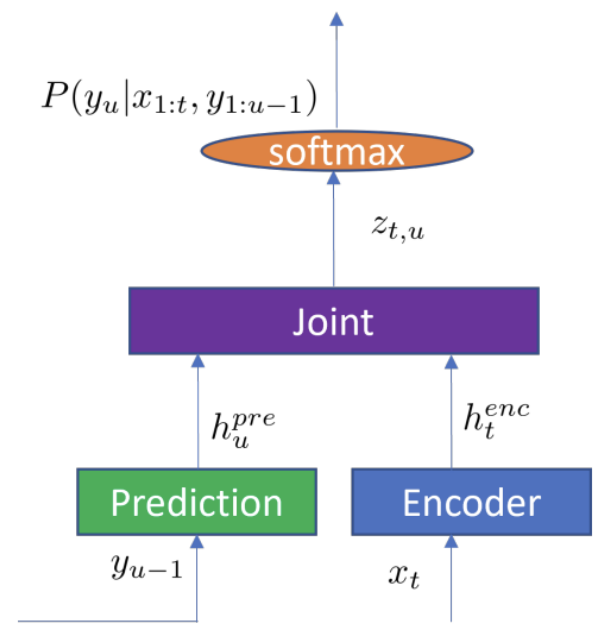 P(y_u|x_{1:t}, y_{1:u−1})
softmax
z_{t,u}
Joint
h_u^{pre}
h_t^{enc}
Prediction
Encoder
y_{u−1}
x_t